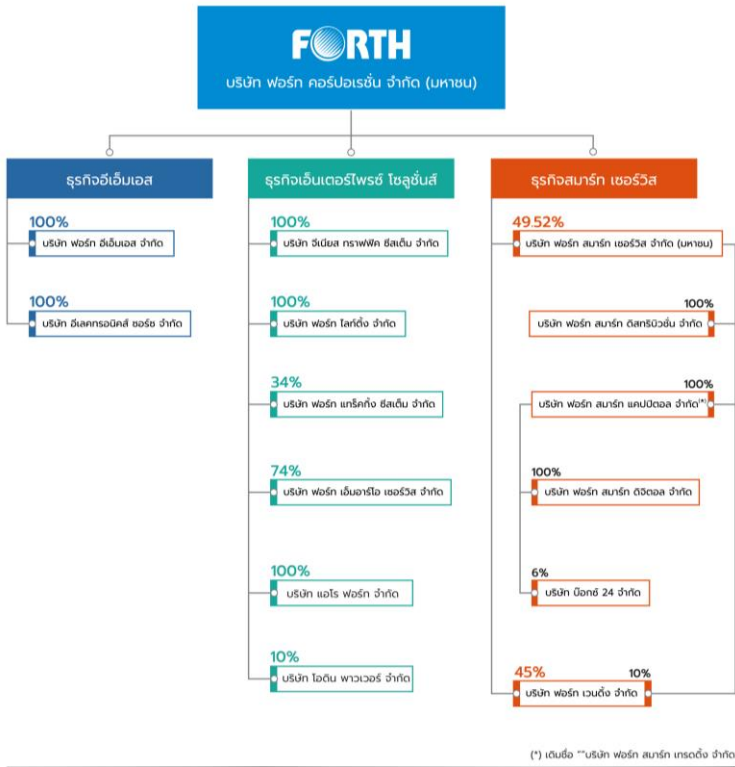 FORTH
บริษัท ฟอร์ท คอร์ปอเรชั่น จำกัด (มหาชน)
ธุรกิจอีเอ็มเอส
100%
บริษัท ฟอร์ท อีเอ็มเอส จำกัด
100%
บริษัท อีเลคทรอนิคส์ ซอร์ซ จำกัด
ธุรกิจเอ็นเตอร์ไพรซ์ โซลูชั่นส์
100%
บริษัท จีเนียส ทราฟฟิค ซีสเต็ม จำกัด
100%
บริษัท ฟอร์ท ไลท์ติ้ง จำกัด
34%
บริษัท ฟอร์ท แทร็คกิ้ง ซีสเต็ม จำกัด
74%
บริษัท ฟอร์ท เอ็มอาร์โอ เซอร์วิส จำกัด
100%
บริษัท แอโร ฟอร์ท จำกัด
10%
บริษัท โอดิน พาวเวอร์ จำกัด
ธุรกิจสมาร์ท เซอร์วิส
49.52%
บริษัท ฟอร์ท สมาร์ท เซอร์วิส จำกัด (มหาชน)
100%
บริษัท ฟอร์ท สมาร์ท ดิสทริบิวชั่น จำกัด
100%
บริษัท ฟอร์ท สมาร์ท แคปปิตอล จำกัด(*)
100%
บริษัท ฟอร์ท สมาร์ท ดิจิตอล จำกัด
6%
บริษัท บ๊อกซ์ 24 จำกัด
45% 10%
บริษัท ฟอร์ท เวนดิ้ง จำกัด
(*) เดิมชื่อ ""บริษัท ฟอร์ท สมาร์ท เทรดดิ้ง จำกัด